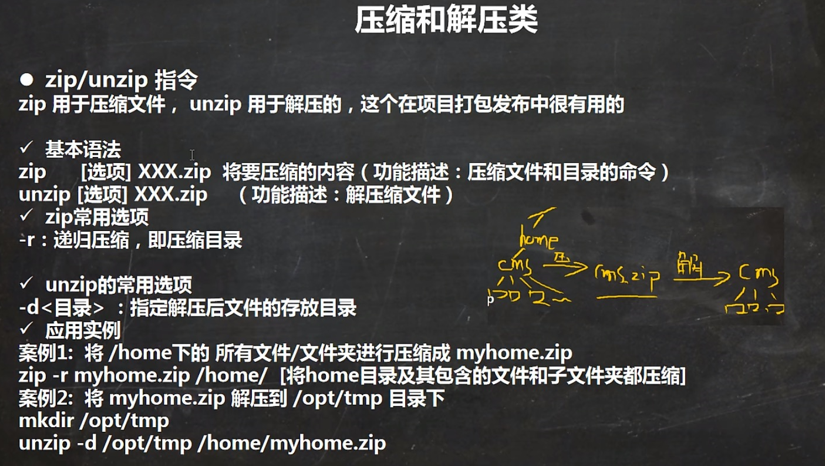 压缩和解压类
● zip/unzip 指令
zip 用于压缩文件， unzip 用于解压的，这个在项目打包发布中很有用的
✓ 基本语法
zip [选项] XXX.zip 将要压缩的内容（功能描述：压缩文件和目录的命令）
unzip [选项] XXX.zip （功能描述：解压缩文件）
✓ zip常用选项
-r：递归压缩，即压缩目录
✓ unzip的常用选项
-d<目录> ：指定解压后文件的存放目录
✓ 应用实例
案例1: 将 /home下的 所有文件/文件夹进行压缩成 myhome.zip
zip -r myhome.zip /home/ [将home目录及其包含的文件和子文件夹都压缩]
案例2: 将 myhome.zip 解压到 /opt/tmp 目录下
mkdir /opt/tmp
unzip -d /opt/tmp /home/myhome.zip
/
home
cms
cms.zip
解
cms